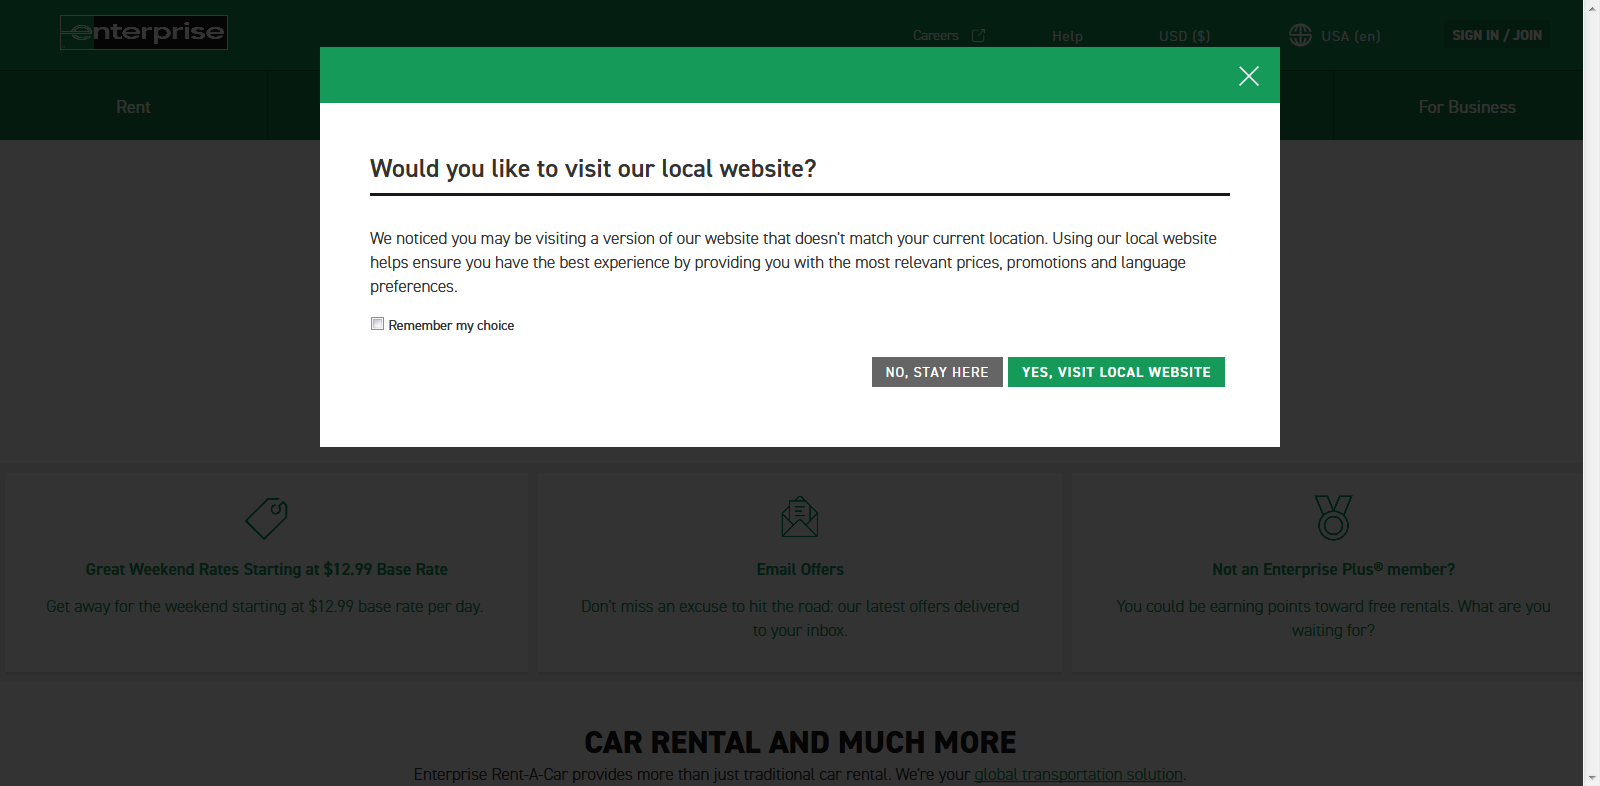 enterprise
Careers
Help
USD ($)
USA (en)
SIGN IN / JOIN
Rent
For Business
Would you like to visit our local website?
We noticed you may be visiting a version of our website that doesn't match your current location. Using our local website
helps ensure you have the best experience by providing you with the most relevant prices, promotions and language
preferences.
Remember my choice
NO, STAY HERE
YES, VISIT LOCAL WEBSITE
Great Weekend Rates Starting at $12.99 Base Rate
Get away for the weekend starting at $12.99 base rate per day.
Email Offers
Don't miss an excuse to hit the road: our latest offers delivered
to your inbox.
Not an Enterprise Plus® member?
You could be earning points toward free rentals. What are you
waiting for?
CAR RENTAL AND MUCH MORE
Enterprise Rent-A-Car provides more than just traditional car rental. We're your global transportation solution.